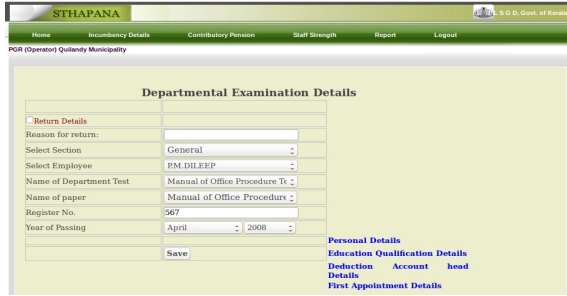 STHAPANA
L S G D, Govt. of Kerala
Home Incumbency Details Contributory Pension Staff Strength Report Logout
PGR (Operator) Quilandy Municipality
Departmental Examination Details
Return Details
Reason for return:
Select Section General
Select Employee P.M.DILEEP
Name of Department Test Manual of Office Procedure Te
Name of paper Manual of Office Procedure
Register No. 567
Year of Passing April 2008
Personal Details
Save Education Qualification Details
Deduction Account head
Details
First Appointment Details